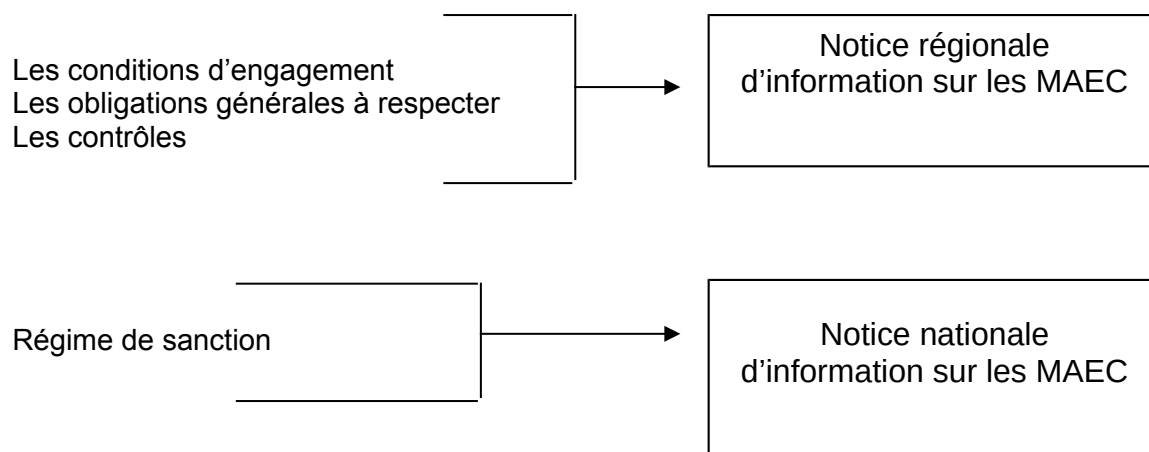 Les conditions d’engagement
Les obligations générales à respecter
Les contrôles
Notice régionale
d’information sur les MAEC
Régime de sanction
Notice nationale
d’information sur les MAEC